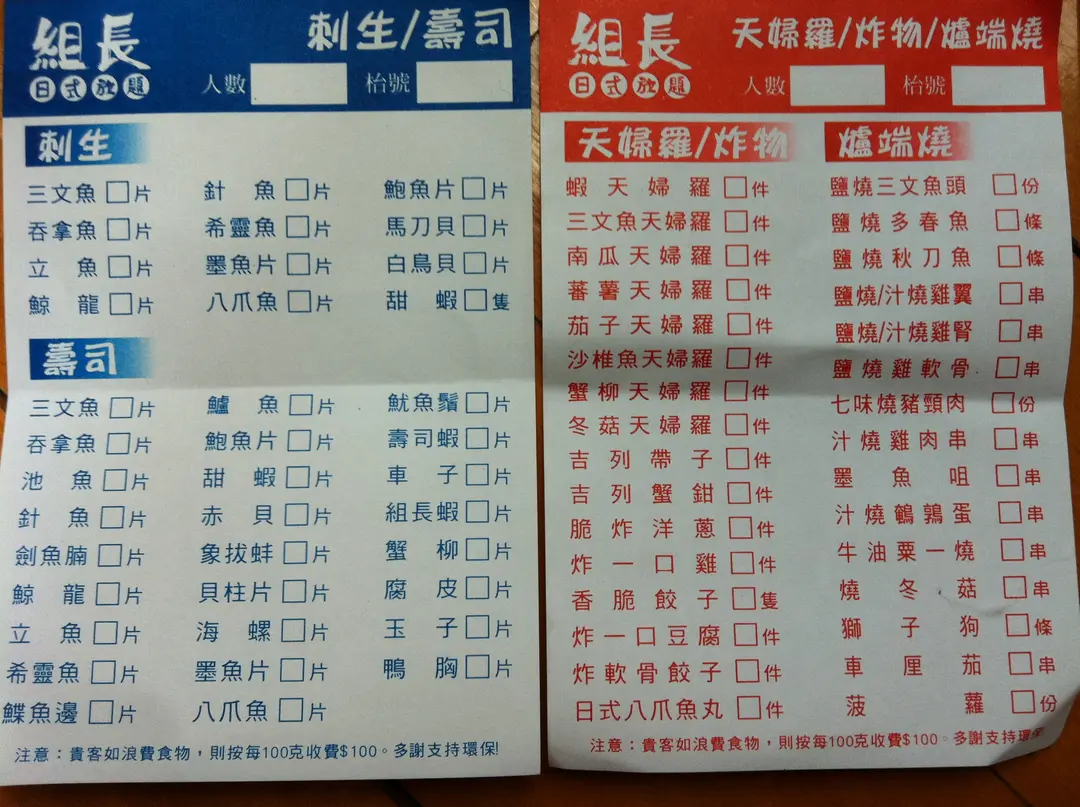 組長
日式放題
刺生/壽司
人數
枱號
刺生
三文魚 片 針魚 片 鮑魚片 片
吞拿魚 片 希靈魚 片 馬刀貝 片
立魚 片 墨魚片 片 白鳥貝 片
鯨龍 片 八爪魚 片 甜蝦 隻
壽司
三文魚 片 鱸魚 片 魷魚鬚 片
吞拿魚 片 鮑魚片 片 壽司蝦 片
池魚 片 甜蝦 片 車子 片
針魚 片 赤貝 片 組長蝦 片
劍魚腩 片 象拔蚌 片 蟹柳 片
鯨龍 片 貝柱片 片 腐皮 片
立魚 片 海螺 片 玉子 片
希靈魚 片 墨魚片 片 鴨胸 片
鰈魚邊 片 八爪魚 片
注意：貴客如浪費食物，則按每100克收費$100。多謝支持環保!
組長
日式放題
天婦羅/炸物/爐端燒
人數
枱號
天婦羅/炸物
蝦天婦羅 件
三文魚天婦羅 件
南瓜天婦羅 件
蕃薯天婦羅 件
茄子天婦羅 件
沙椎魚天婦羅 件
蟹柳天婦羅 件
冬菇天婦羅 件
吉列帶子 件
吉列蟹鉗 件
脆炸洋蔥 件
炸一口雞 件
香脆餃子 隻
炸一口豆腐 件
炸軟骨餃子 件
日式八爪魚丸 件
爐端燒
鹽燒三文魚頭 份
鹽燒多春魚 條
鹽燒秋刀魚 條
鹽燒/汁燒雞翼 串
鹽燒/汁燒雞腎 串
鹽燒雞軟骨 串
七味燒豬頸肉 份
汁燒雞肉串 串
墨魚咀 串
汁燒鵪鶉蛋 串
牛油粟一燒 串
燒冬菇 串
獅子狗 條
車厘茄 串
菠蘿 份
注意：貴客如浪費食物，則按每100克收費$100。多謝支持環保